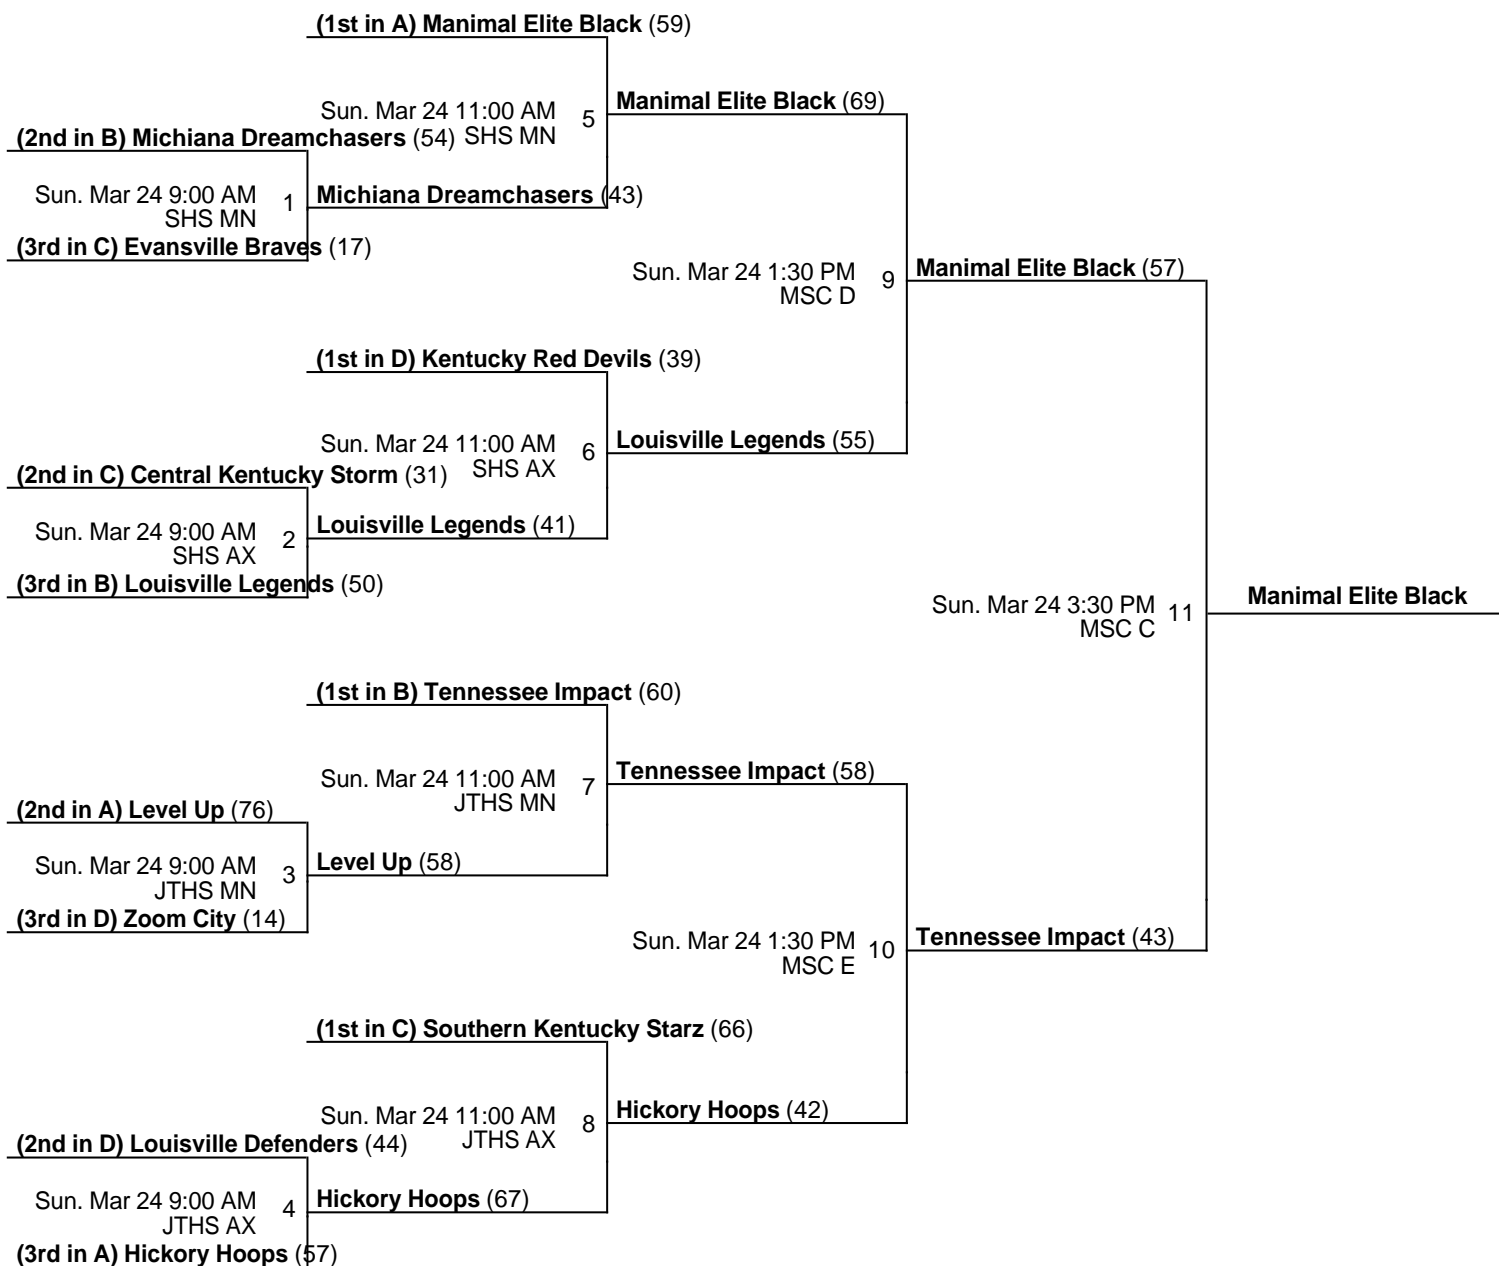 (1st in A) Manimal Elite Black (59)
Sun. Mar 24 11:00 AM
SHS MN
5
Manimal Elite Black (69)
(2nd in B) Michiana Dreamchasers (54)
Sun. Mar 24 9:00 AM
SHS MN
1
Michiana Dreamchasers (43)
(3rd in C) Evansville Braves (17)
Sun. Mar 24 1:30 PM
MSC D
9
Manimal Elite Black (57)
(1st in D) Kentucky Red Devils (39)
Sun. Mar 24 11:00 AM
SHS AX
6
Louisville Legends (55)
(2nd in C) Central Kentucky Storm (31)
Sun. Mar 24 9:00 AM
SHS AX
2
Louisville Legends (41)
(3rd in B) Louisville Legends (50)
Sun. Mar 24 3:30 PM
MSC C
11
Manimal Elite Black
(1st in B) Tennessee Impact (60)
Sun. Mar 24 11:00 AM
JTHS MN
7
Tennessee Impact (58)
(2nd in A) Level Up (76)
Sun. Mar 24 9:00 AM
JTHS MN
3
Level Up (58)
(3rd in D) Zoom City (14)
Sun. Mar 24 1:30 PM
MSC E
10
Tennessee Impact (43)
(1st in C) Southern Kentucky Starz (66)
Sun. Mar 24 11:00 AM
JTHS AX
8
Hickory Hoops (42)
(2nd in D) Louisville Defenders (44)
Sun. Mar 24 9:00 AM
JTHS AX
4
Hickory Hoops (67)
(3rd in A) Hickory Hoops (57)